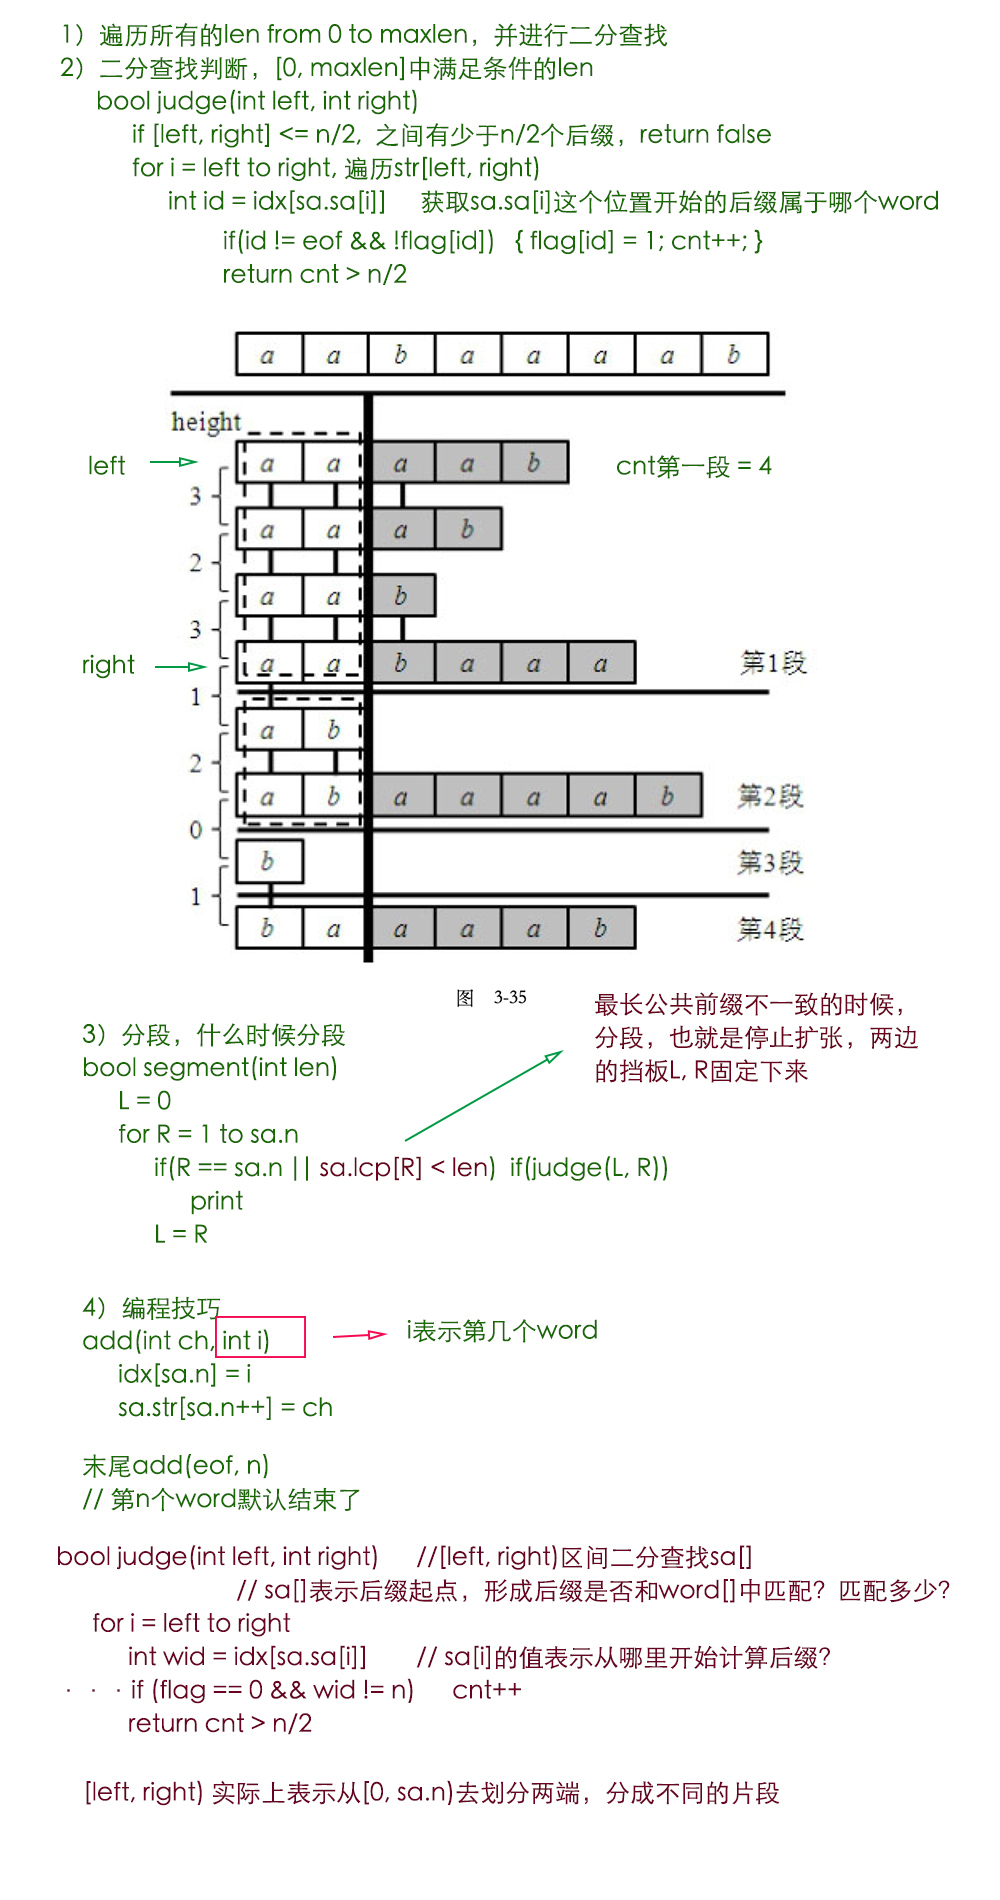 1）遍历所有的len from 0 to maxlen，并进行二分查找
2）二分查找判断，[0, maxlen]中满足条件的len
bool judge(int left, int right)
if [left, right] <= n/2, 之间有少于n/2个后缀，return false
for i = left to right, 遍历str[left, right)
int id = idx[sa.sa[i]] 获取sa.sa[i]这个位置开始的后缀属于哪个word
if(id != eof && !flag[id]) { flag[id] = 1; cnt++; }
return cnt > n/2
a a b a a a a b
height
left a a a a b cnt第一段 = 4
3
a a a b
2
a a b
3
right a a b a a a 第1段
1
a b
2
a b a a a a b 第2段
0
b 第3段
1
b a a a a b 第4段
图 3-35
最长公共前缀不一致的时候，
分段，也就是停止扩张，两边
的挡板L, R固定下来
3）分段，什么时候分段
bool segment(int len)
L = 0
for R = 1 to sa.n
if(R == sa.n || sa.lcp[R] < len) if(judge(L, R))
print
L = R
4）编程技巧
add(int ch, int i) i表示第几个word
idx[sa.n] = i
sa.str[sa.n++] = ch
末尾add(eof, n)
// 第n个word默认结束了
bool judge(int left, int right) //[left, right)区间二分查找sa[]
// sa[]表示后缀起点，形成后缀是否和word[]中匹配？匹配多少？
for i = left to right
int wid = idx[sa.sa[i]] // sa[i]的值表示从哪里开始计算后缀？
· · · if (flag == 0 && wid != n) cnt++
return cnt > n/2
[left, right) 实际上表示从[0, sa.n)去划分两端，分成不同的片段